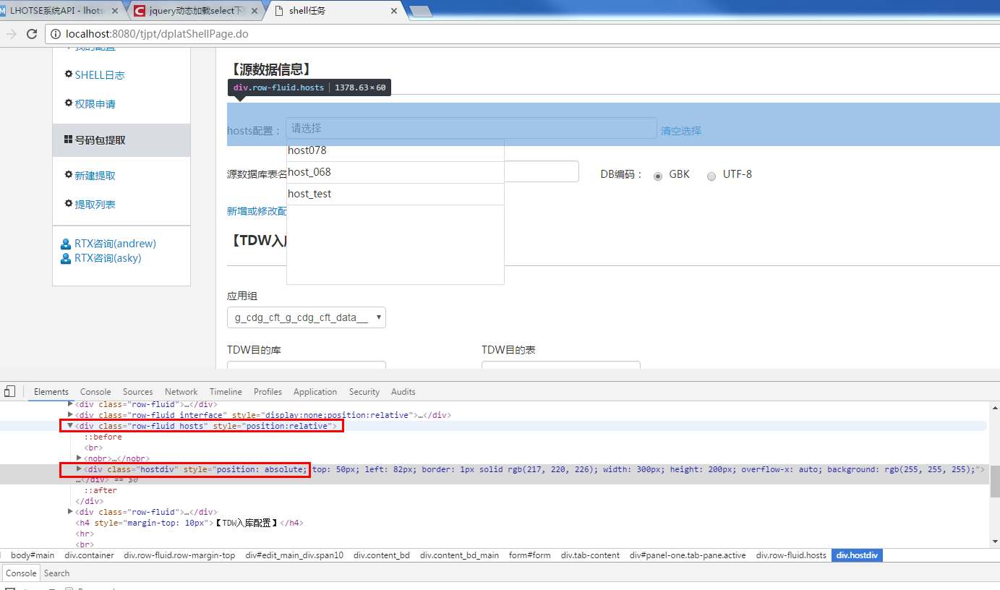 LHOTSE系统API - lhots
jquery动态加载select下
shell任务
localhost:8080/tjpt/dplatShellPage.do
我的配置
SHELL日志
权限申请
号码包提取
新建提取
提取列表
RTX咨询(andrew)
RTX咨询(asky)
【源数据信息】
div.row-fluid.hosts 1378.63×60
hosts配置： 请选择 清空选择
host078
源数据库表名 DB编码： GBK UTF-8
host_068
host_test
新增或修改配
【TDW入库
应用组
g_cdg_cft_g_cdg_cft_data__
TDW目的库 TDW目的表
Elements Console Sources Network Timeline Profiles Application Security Audits
<div class="row-fluid">…</div>
<div class="row-fluid interface" style="display:none;position:relative">…</div>
<div class="row-fluid hosts" style="position:relative">
::before
<br>
<nobr>…</nobr>
<div class="hostdiv" style="position: absolute; top: 50px; left: 82px; border: 1px solid rgb(217, 220, 226); width: 300px; height: 200px; overflow-x: auto; background: rgb(255, 255, 255);">
…</div> == $0
::after
</div>
<div class="row-fluid">…</div>
<h4 style="margin-top: 10px">【TDW入库配置】</h4>
<hr>
<br>
body#main div.container div.row-fluid.row-margin-top div#edit_main_div.span10 div.content_bd div.content_bd_main form#form div.tab-content div#panel-one.tab-pane.active div.row-fluid.hosts div.hostdiv
Console Search